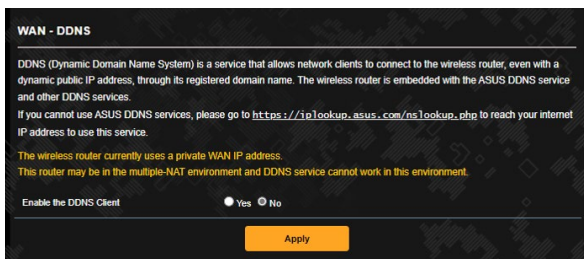 WAN - DDNS
DDNS (Dynamic Domain Name System) is a service that allows network clients to connect to the wireless router, even with a
dynamic public IP address, through its registered domain name. The wireless router is embedded with the ASUS DDNS service
and other DDNS services.
If you cannot use ASUS DDNS services, please go to https://iplookup.asus.com/nslookup.php to reach your internet
IP address to use this service.
The wireless router currently uses a private WAN IP address.
This router may be in the multiple-NAT environment and DDNS service cannot work in this environment.
Enable the DDNS Client Yes No
Apply